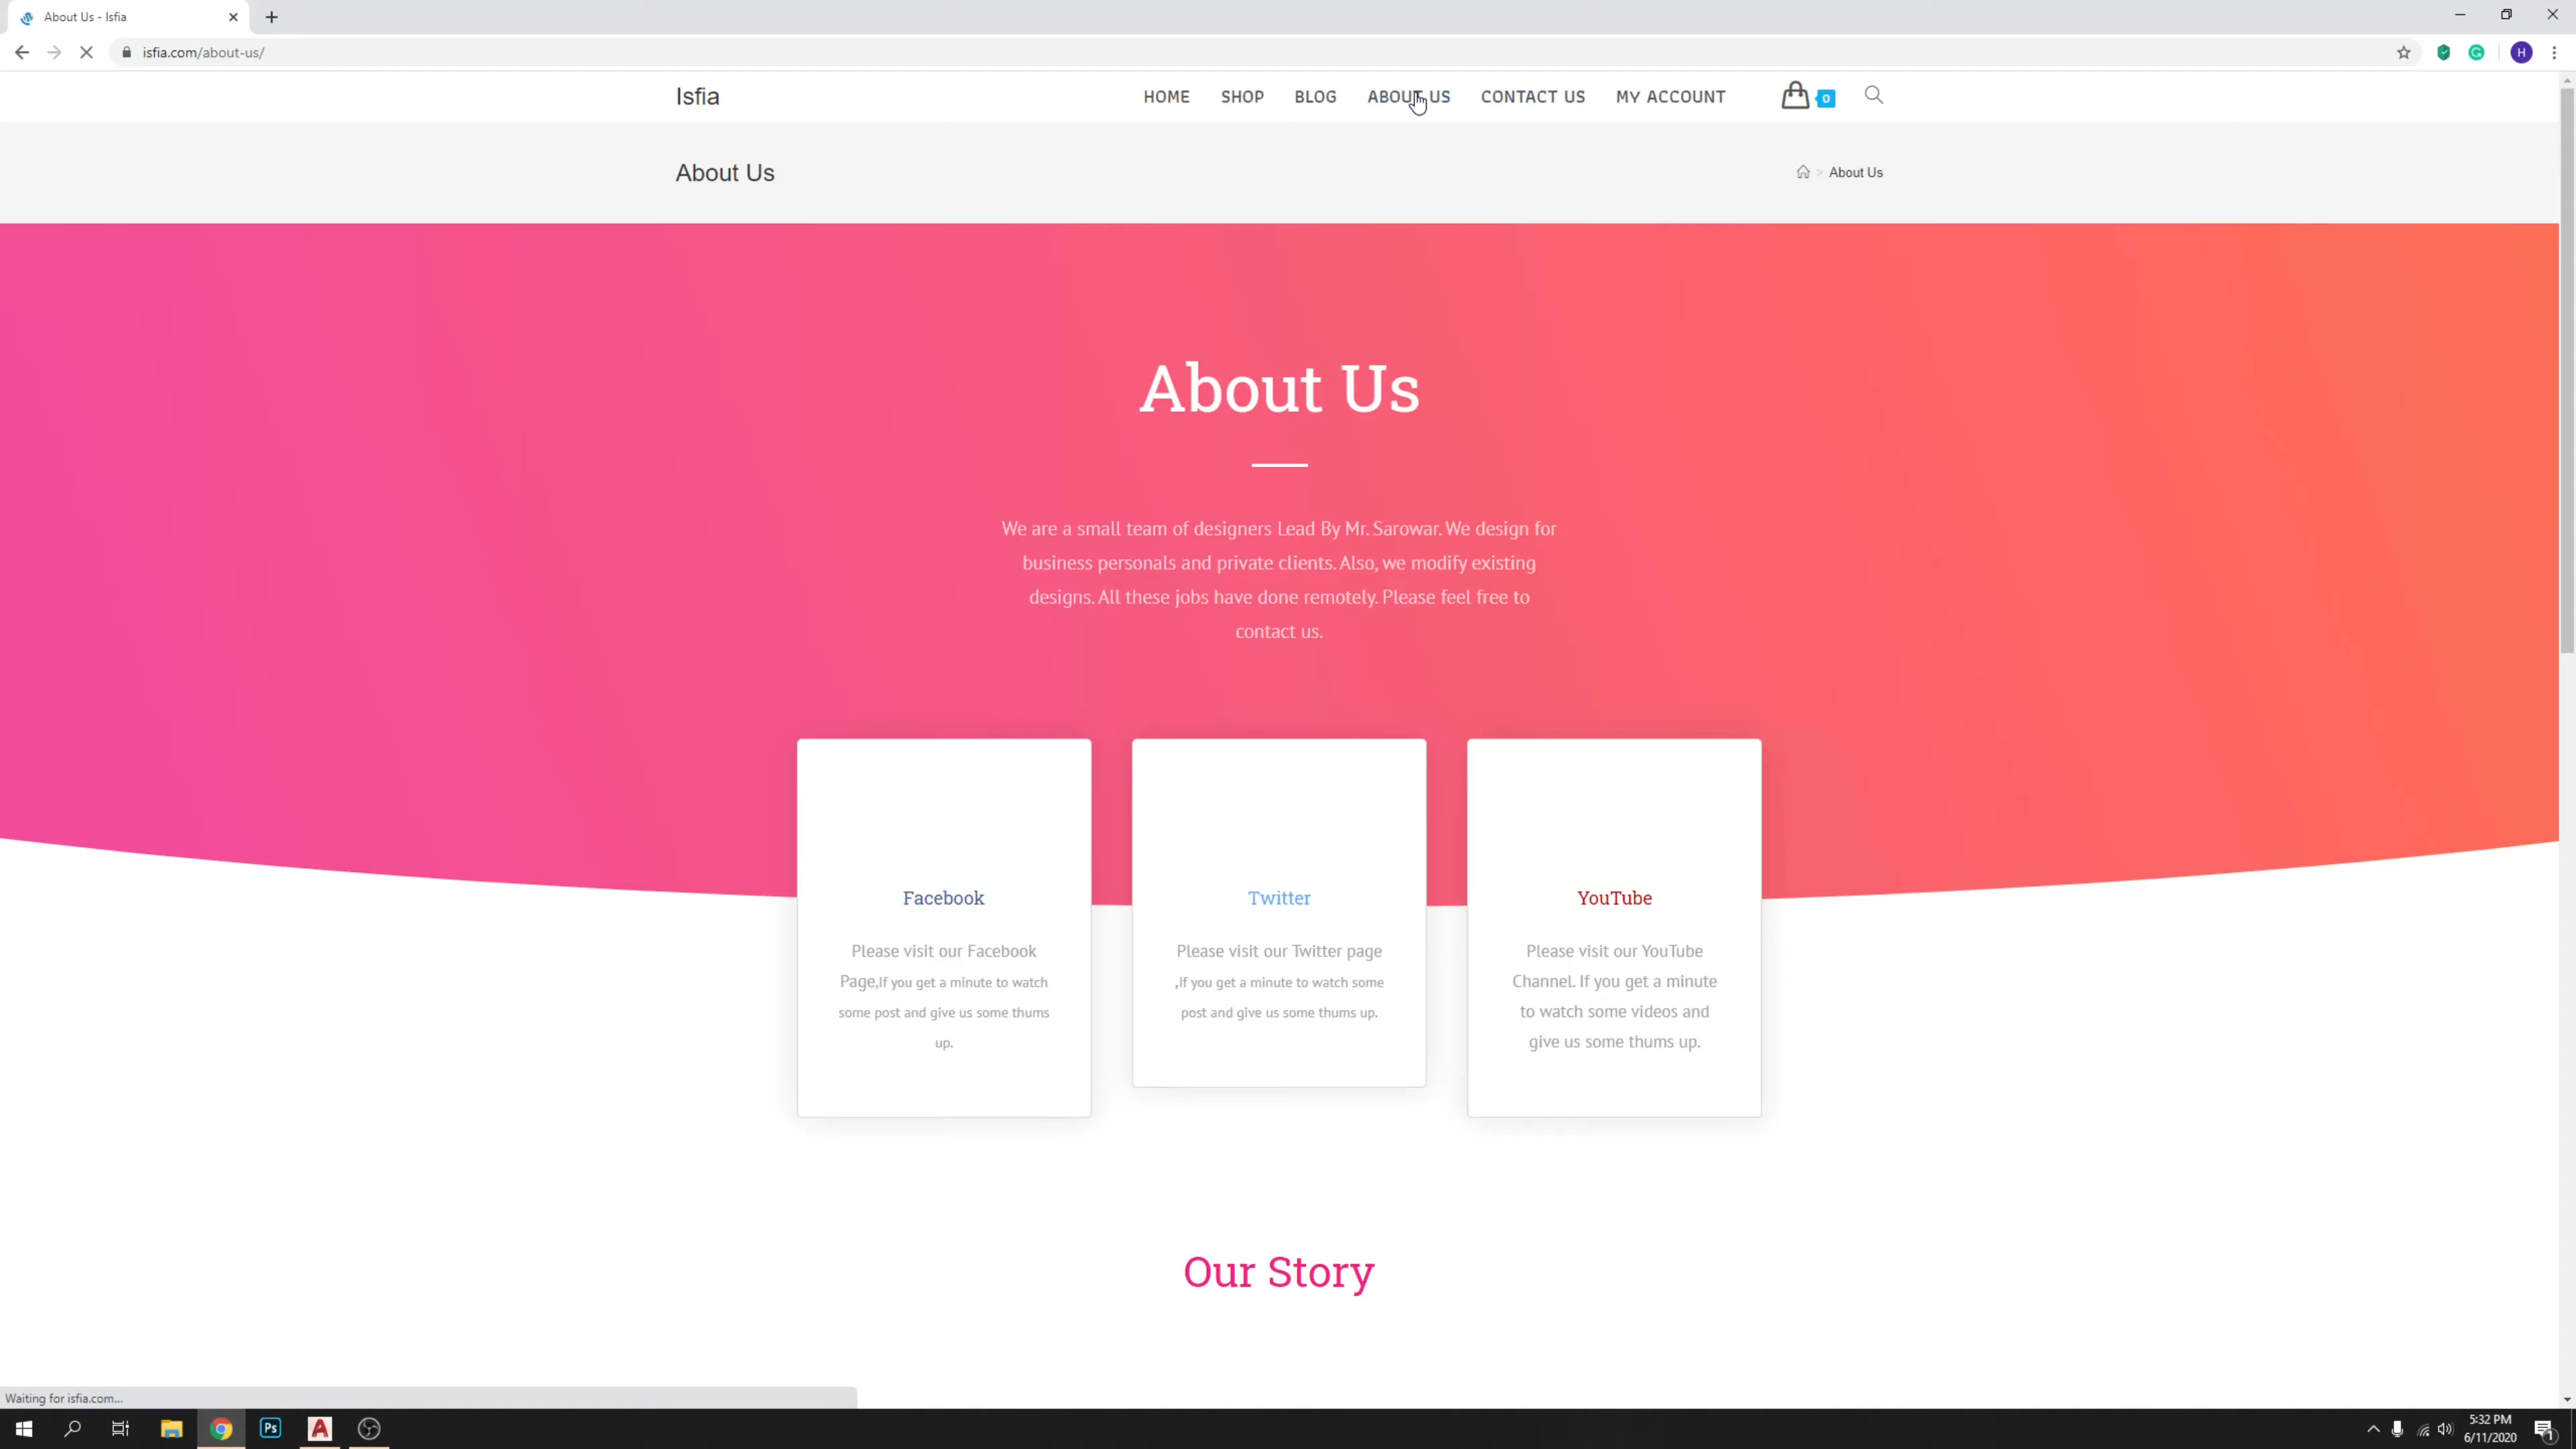 About Us - Isfia
isfia.com/about-us/
H
Isfia
HOME SHOP BLOG ABOUT US CONTACT US MY ACCOUNT 0
About Us
> About Us
About Us
We are a small team of designers Lead By Mr. Sarowar. We design for
business personals and private clients. Also, we modify existing
designs. All these jobs have done remotely. Please feel free to
contact us.
Facebook
Please visit our Facebook
Page,If you get a minute to watch
some post and give us some thums
up.
Twitter
Please visit our Twitter page
,If you get a minute to watch some
post and give us some thums up.
YouTube
Please visit our YouTube
Channel. If you get a minute
to watch some videos and
give us some thums up.
Our Story
Waiting for isfia.com...
Ps
A
5:32 PM
6/11/2020
1